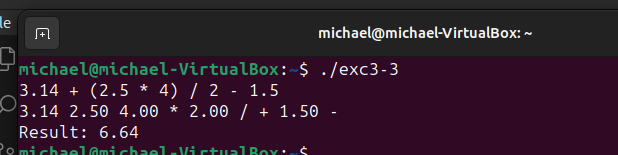 le
michael@michael-VirtualBox: ~
michael@michael-VirtualBox:~$ ./exc3-3
3.14 + (2.5 * 4) / 2 - 1.5
3.14 2.50 4.00 * 2.00 / + 1.50 -
Result: 6.64
michael@michael-VirtualBox:~$